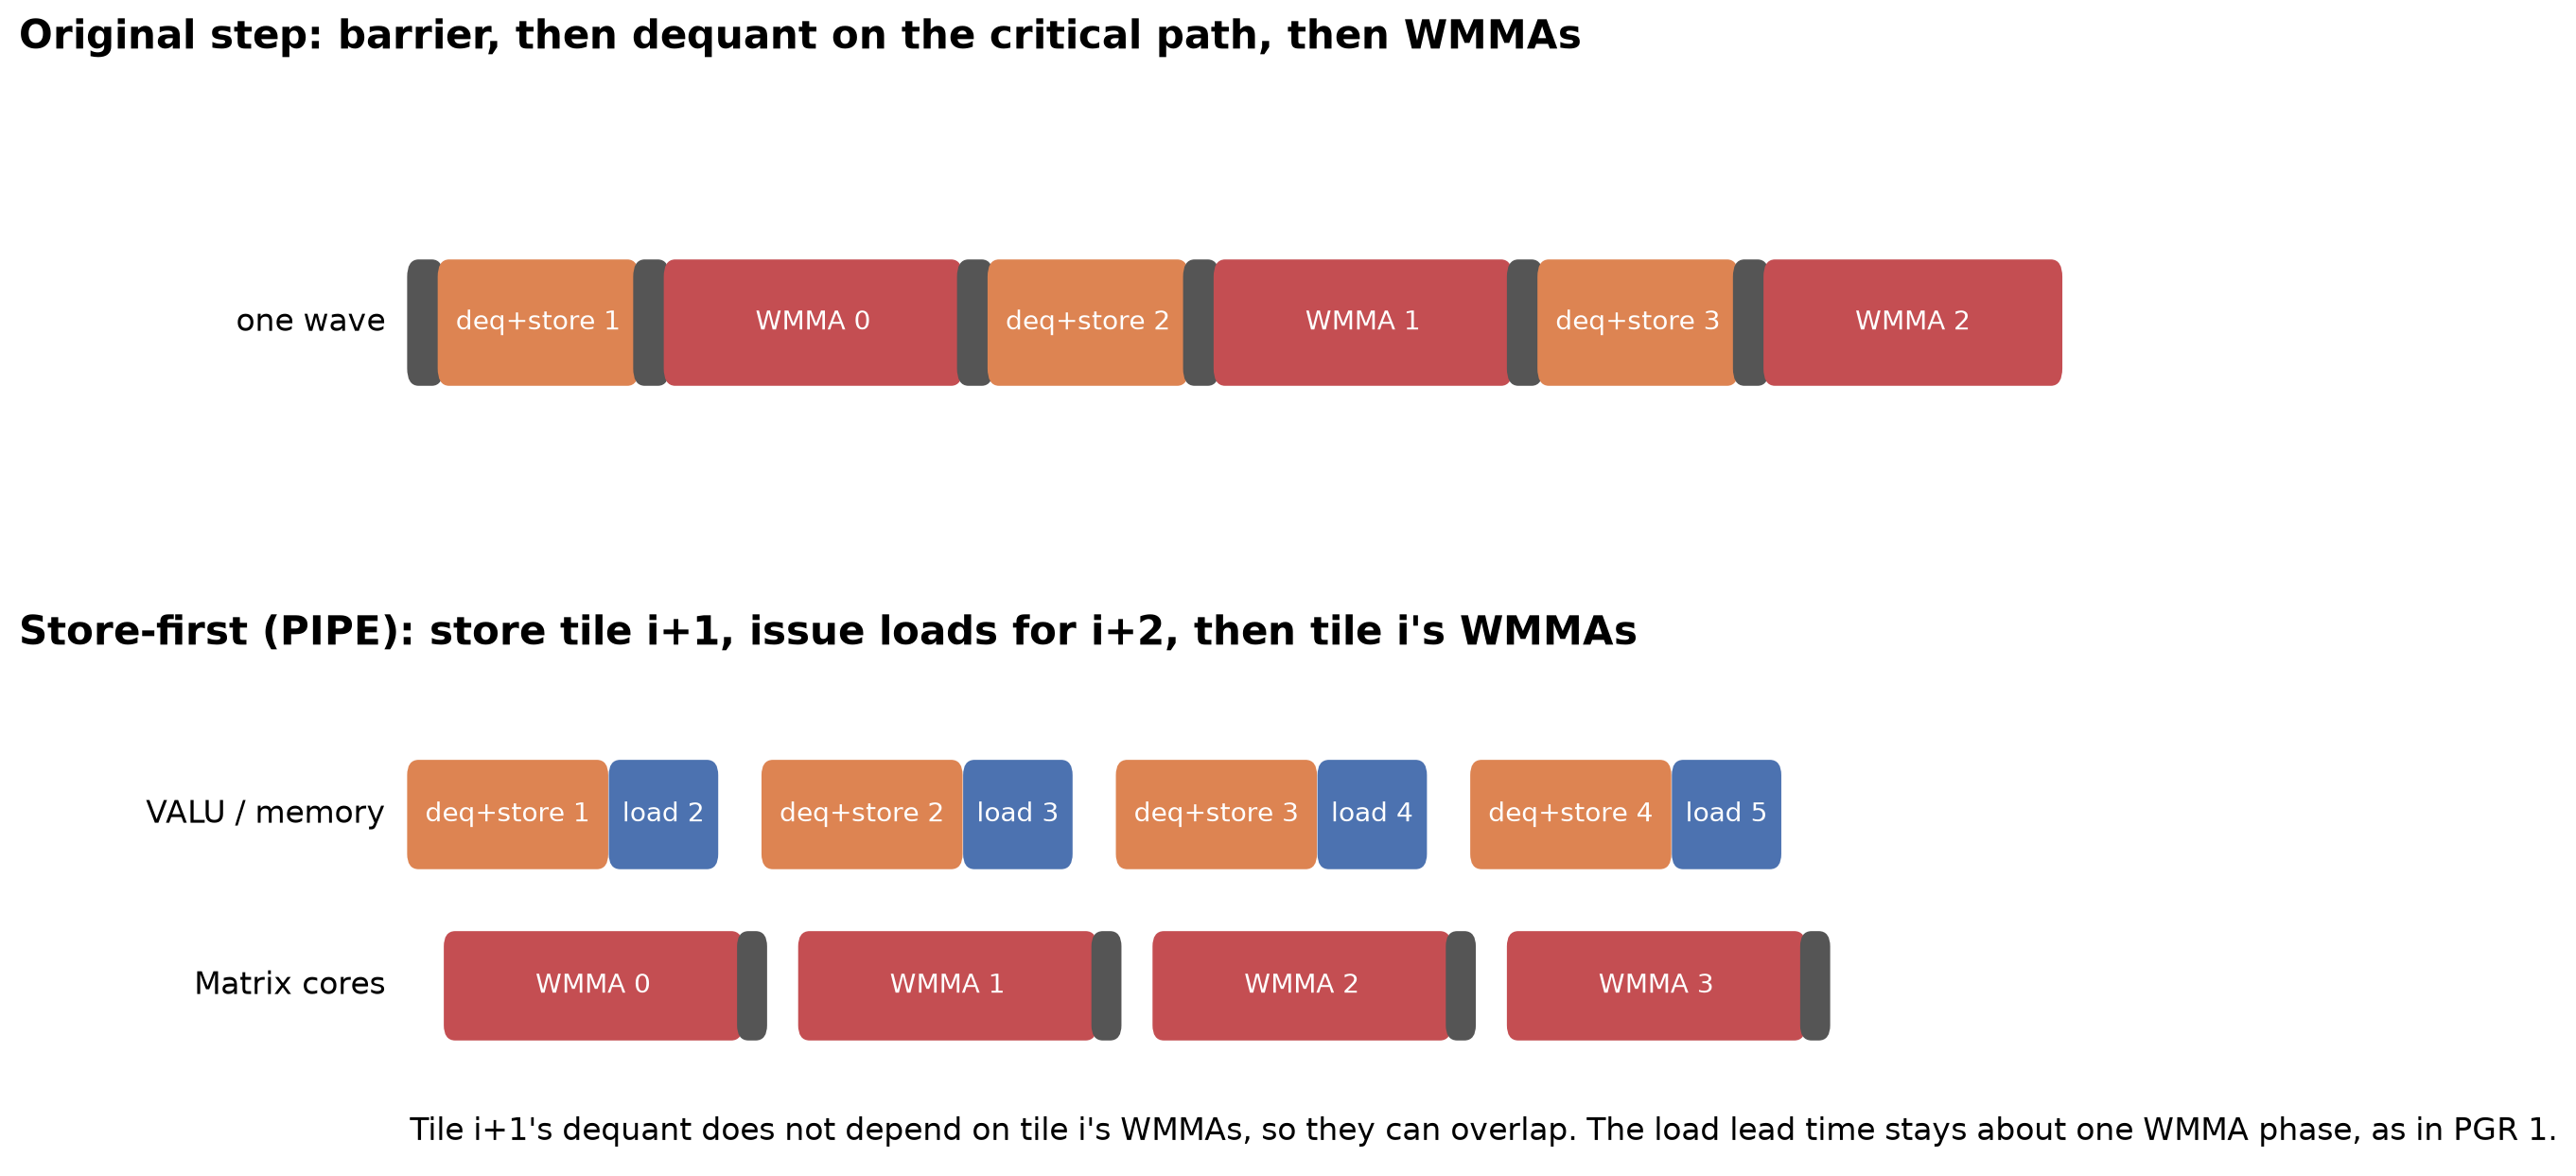 Original step: barrier, then dequant on the critical path, then WMMAs
one wave
deq+store 1
WMMA 0
deq+store 2
WMMA 1
deq+store 3
WMMA 2
Store-first (PIPE): store tile i+1, issue loads for i+2, then tile i's WMMAs
VALU / memory
deq+store 1
load 2
deq+store 2
load 3
deq+store 3
load 4
deq+store 4
load 5
Matrix cores
WMMA 0
WMMA 1
WMMA 2
WMMA 3
Tile i+1's dequant does not depend on tile i's WMMAs, so they can overlap. The load lead time stays about one WMMA phase, as in PGR 1.